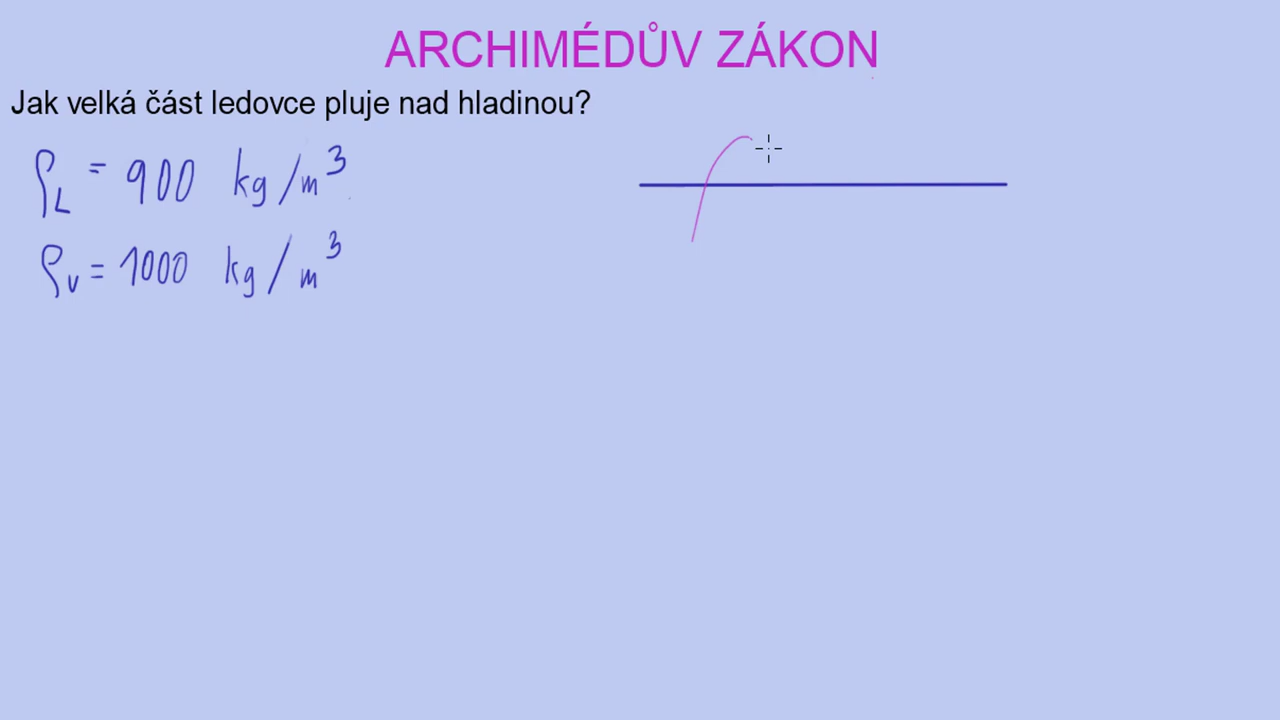 ARCHIMÉDŮV ZÁKON
Jak velká část ledovce pluje nad hladinou?
ρL = 900 kg/m³
ρv = 1000 kg/m³